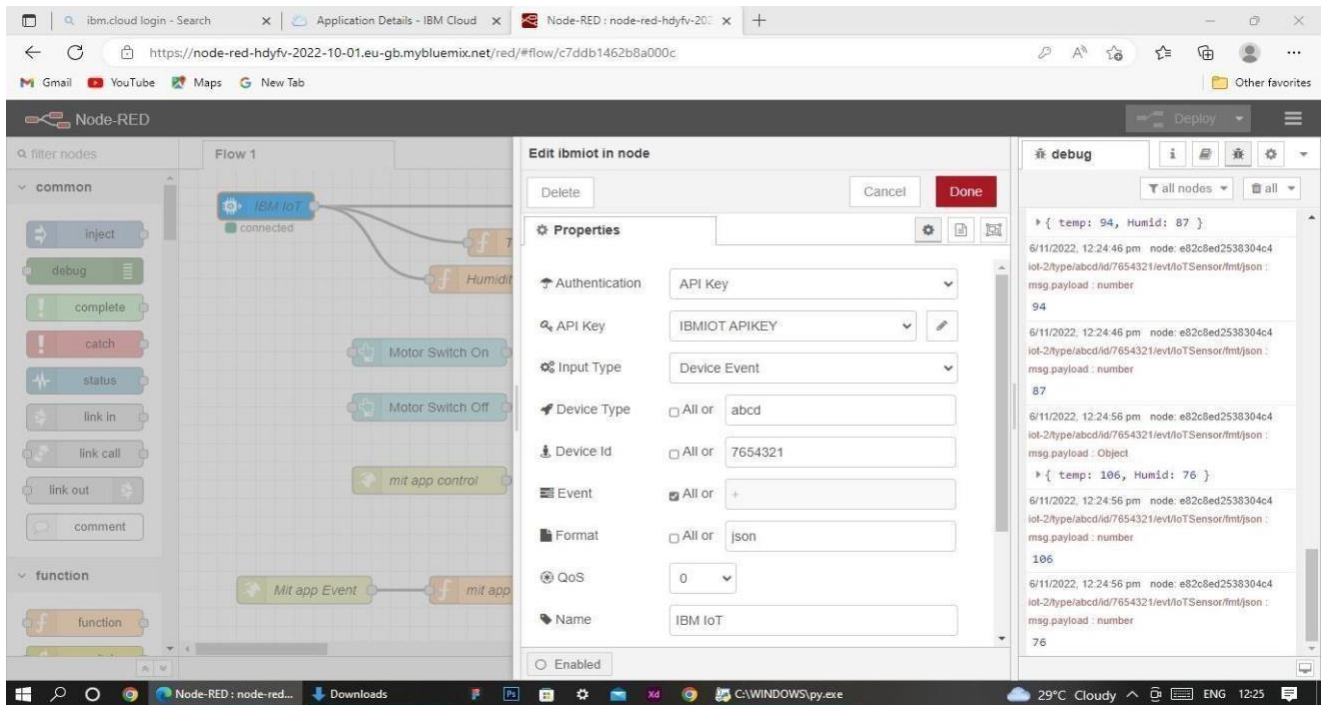 ibm.cloud login - Search
Application Details - IBM Cloud
Node-RED : node-red-hdyfv-202
https://node-red-hdyfv-2022-10-01.eu-gb.mybluemix.net/red/#flow/c7ddb1462b8a000c
Gmail YouTube Maps New Tab Other favorites
Node-RED Deploy
filter nodes
common
inject
debug
complete
catch
status
link in
link call
link out
comment
function
function
Flow 1
IBM IoT
connected
T
Humidit
Motor Switch On
Motor Switch Off
mit app control
Mit app Event
mit app
Edit ibmiot in node
Delete Cancel Done
Properties
Authentication API Key
API Key IBMIOT APIKEY
Input Type Device Event
Device Type All or abcd
Device Id All or 7654321
Event All or +
Format All or json
QoS 0
Name IBM IoT
Enabled
debug i
all nodes all
{ temp: 94, Humid: 87 }
6/11/2022, 12:24:46 pm node: e82c8ed2538304c4
iot-2/type/abcd/id/7654321/evt/IoTSensor/fmt/json :
msg.payload : number
94
6/11/2022, 12:24:46 pm node: e82c8ed2538304c4
iot-2/type/abcd/id/7654321/evt/IoTSensor/fmt/json :
msg.payload : number
87
6/11/2022, 12:24:56 pm node: e82c8ed2538304c4
iot-2/type/abcd/id/7654321/evt/IoTSensor/fmt/json :
msg.payload : Object
{ temp: 106, Humid: 76 }
6/11/2022, 12:24:56 pm node: e82c8ed2538304c4
iot-2/type/abcd/id/7654321/evt/IoTSensor/fmt/json :
msg.payload : number
106
6/11/2022, 12:24:56 pm node: e82c8ed2538304c4
iot-2/type/abcd/id/7654321/evt/IoTSensor/fmt/json :
msg.payload : number
76
Node-RED : node-red... Downloads Ps Xd C:\WINDOWS\py.exe 29°C Cloudy ENG 12:25